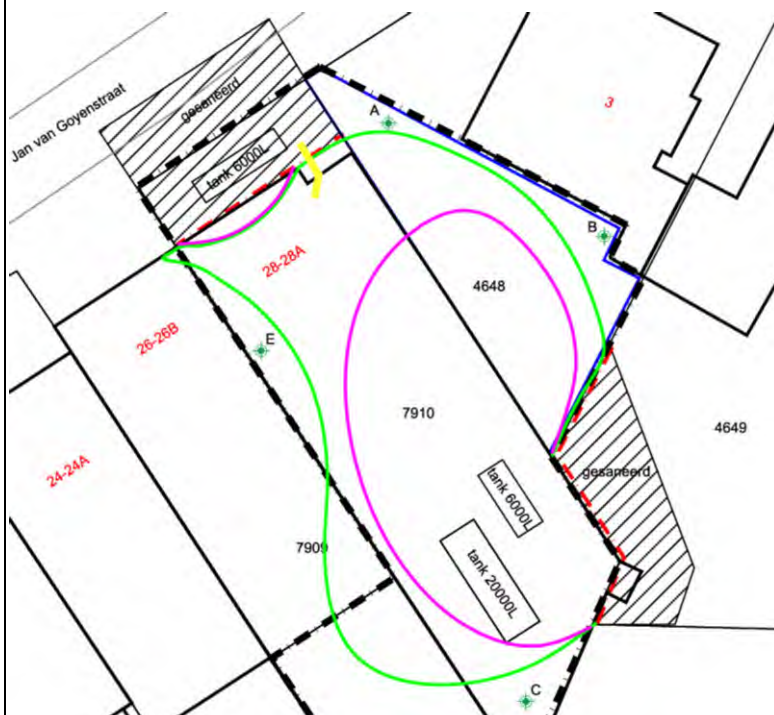 Jan van Goyenstraat
gesaneerd
tank 6000L
A
3
B
28-28A
4648
26-26B
E
7910
4649
24-24A
gesaneerd
tank 6000L
7909
tank 20000L
C